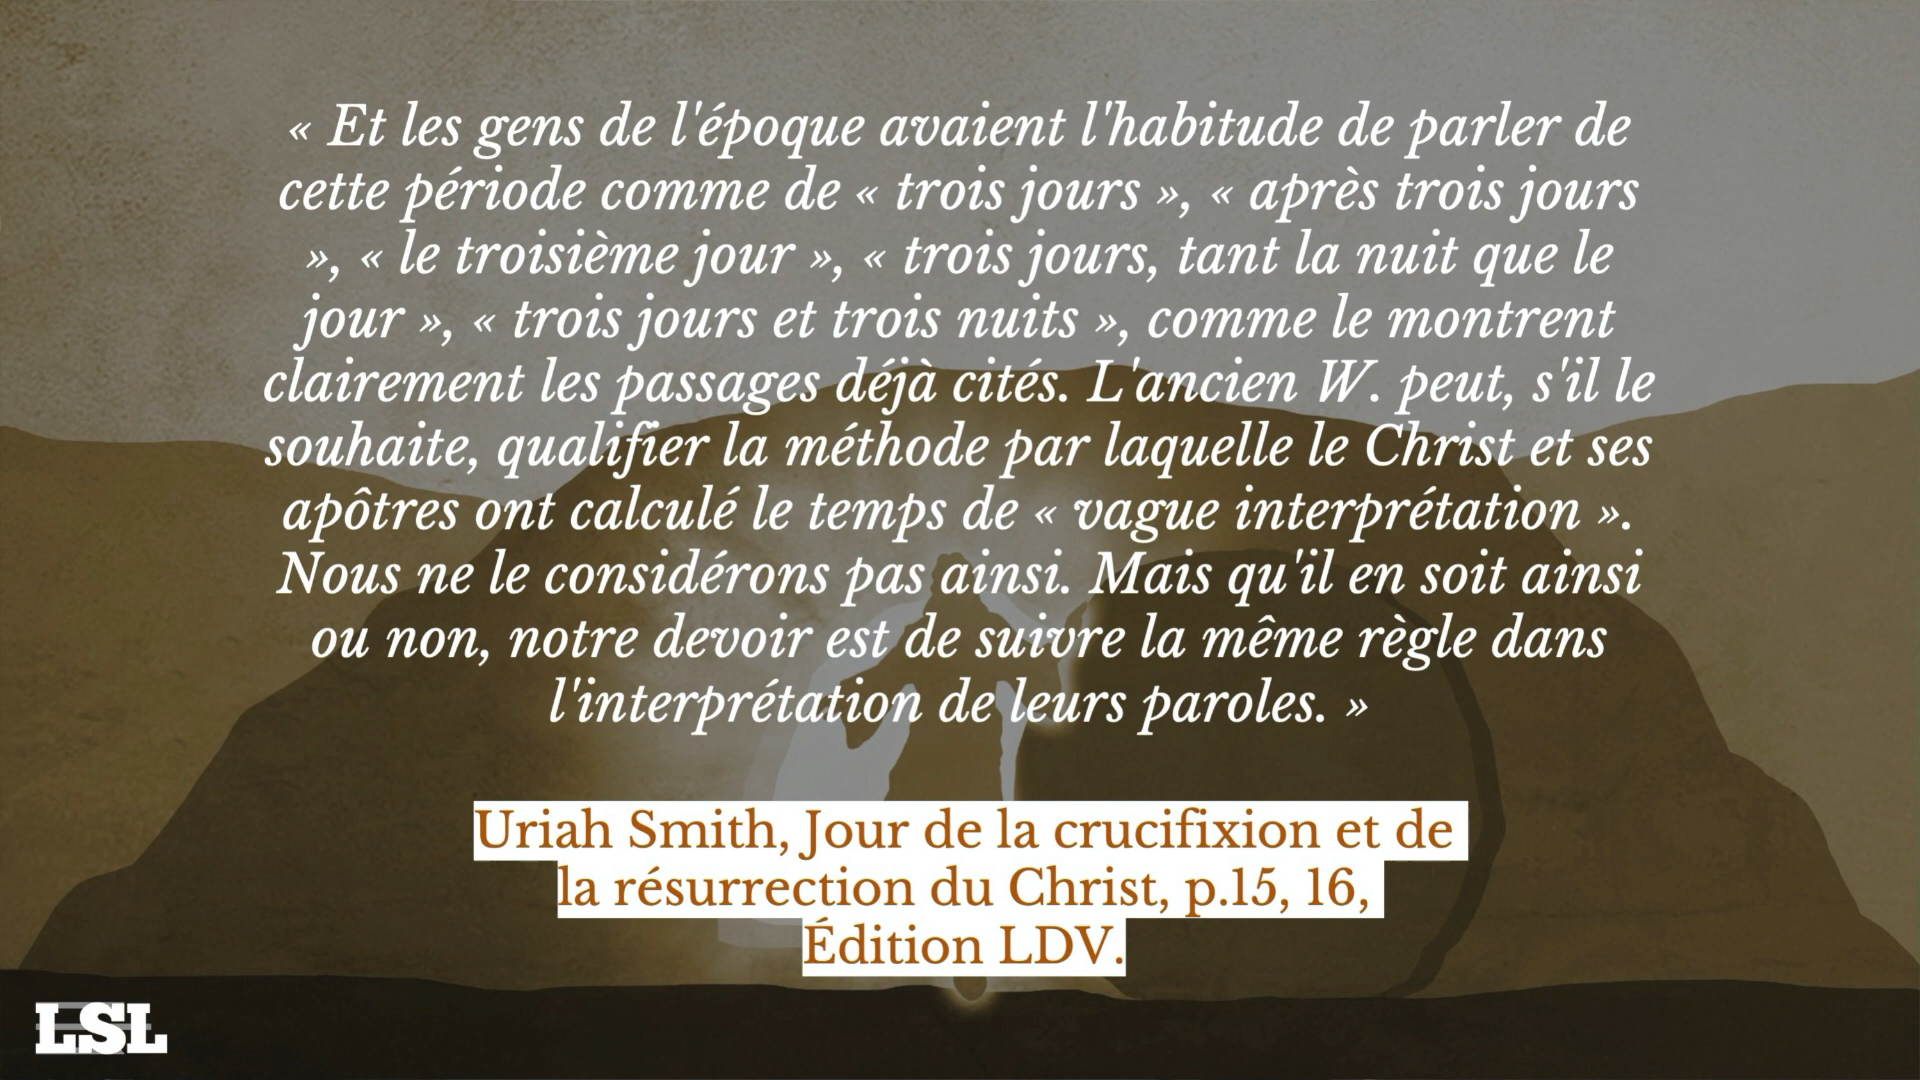 « Et les gens de l'époque avaient l'habitude de parler de
cette période comme de « trois jours », « après trois jours
», « le troisième jour », « trois jours, tant la nuit que le
jour », « trois jours et trois nuits », comme le montrent
clairement les passages déjà cités. L'ancien W. peut, s'il le
souhaite, qualifier la méthode par laquelle le Christ et ses
apôtres ont calculé le temps de « vague interprétation ».
Nous ne le considérons pas ainsi. Mais qu'il en soit ainsi
ou non, notre devoir est de suivre la même règle dans
l'interprétation de leurs paroles. »
Uriah Smith, Jour de la crucifixion et de
la résurrection du Christ, p.15, 16,
Édition LDV.
LSL